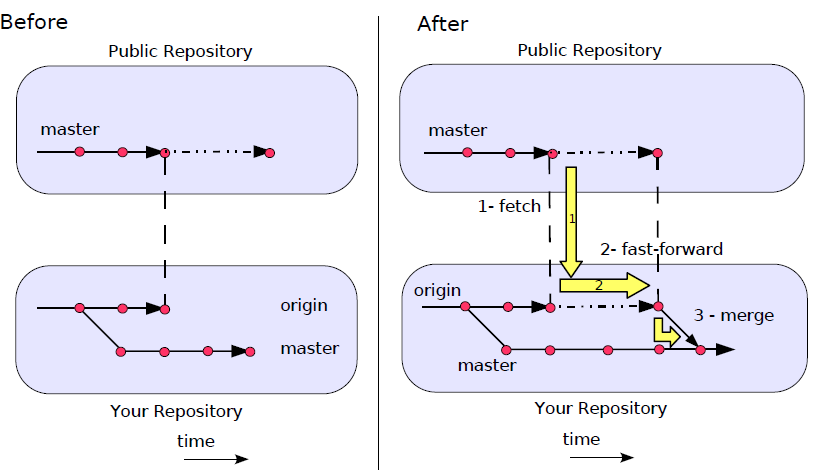 Before
Public Repository
master
origin
master
Your Repository
time
After
Public Repository
master
1- fetch
1
2- fast-forward
2
origin
3 - merge
master
Your Repository
time